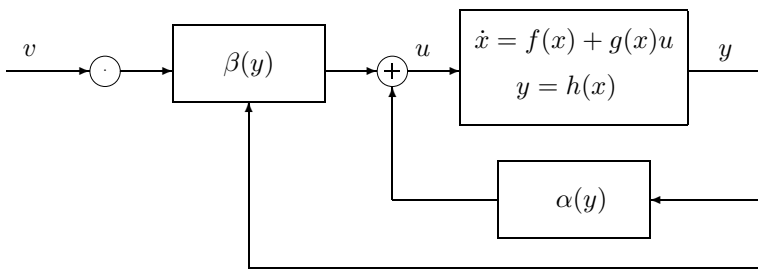 v
β(y)
u
ẋ = f(x) + g(x)u
y = h(x)
y
α(y)